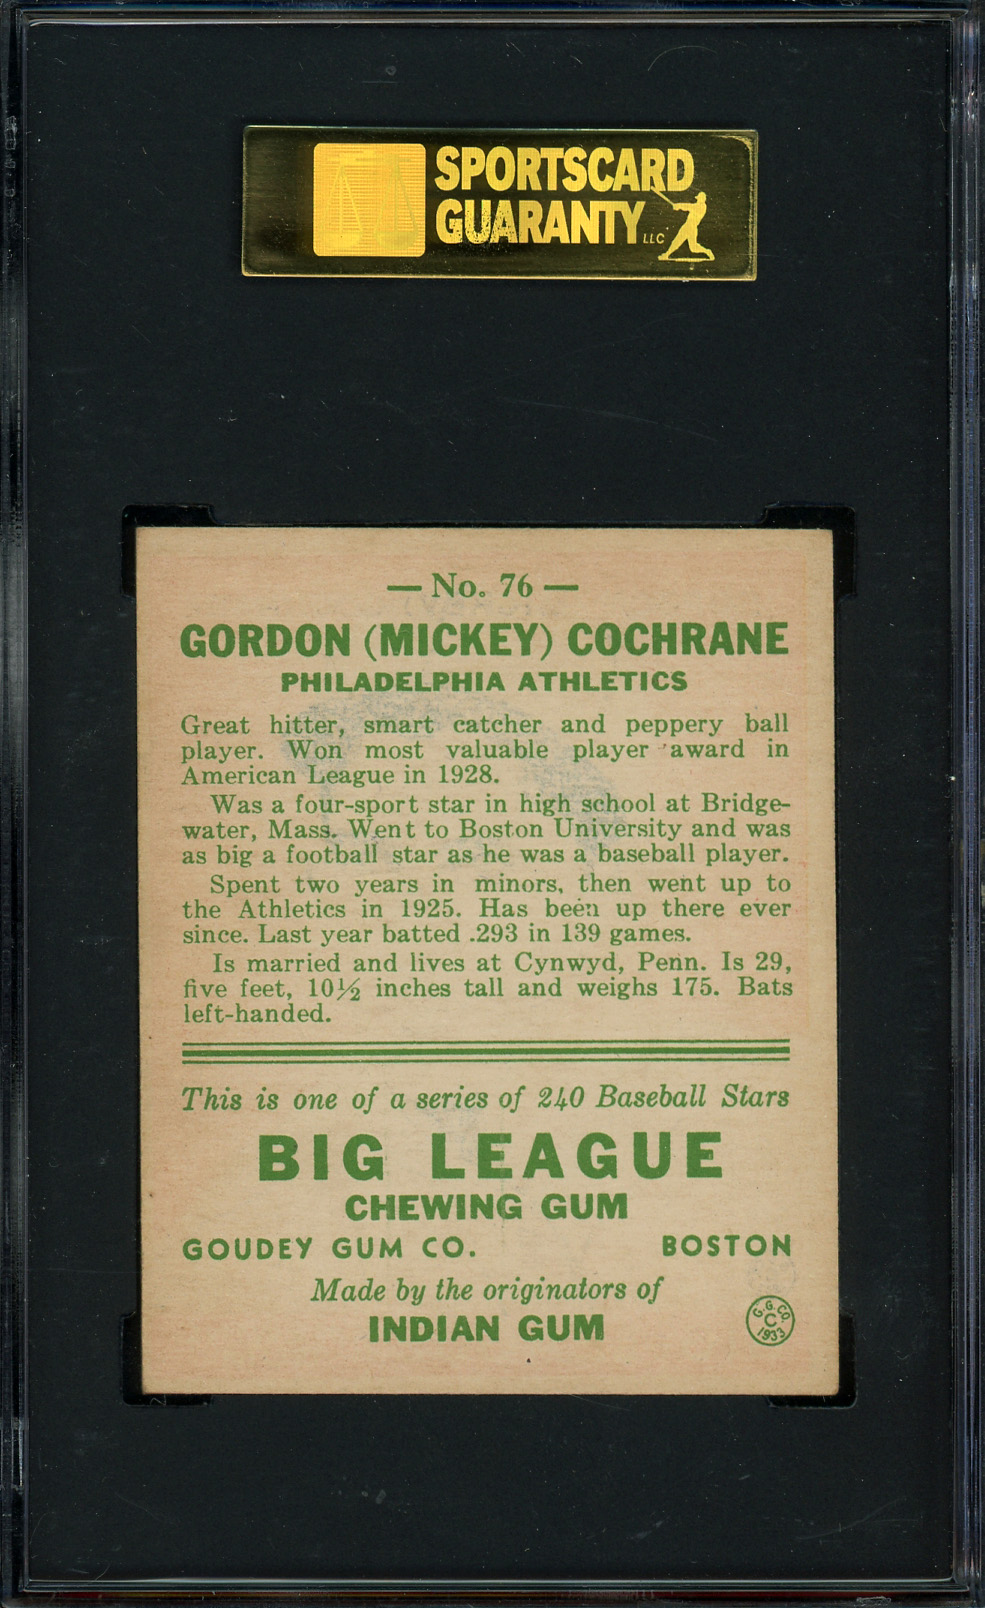 SPORTSCARD
GUARANTY LLC
— No. 76 —
GORDON (MICKEY) COCHRANE
PHILADELPHIA ATHLETICS
Great hitter, smart catcher and peppery ball
player. Won most valuable player award in
American League in 1928.
Was a four-sport star in high school at Bridge-
water, Mass. Went to Boston University and was
as big a football star as he was a baseball player.
Spent two years in minors, then went up to
the Athletics in 1925. Has been up there ever
since. Last year batted .293 in 139 games.
Is married and lives at Cynwyd, Penn. Is 29,
five feet, 10½ inches tall and weighs 175. Bats
left-handed.
This is one of a series of 240 Baseball Stars
BIG LEAGUE
CHEWING GUM
GOUDEY GUM CO. BOSTON
Made by the originators of
INDIAN GUM
G. G. CO.
C
1933